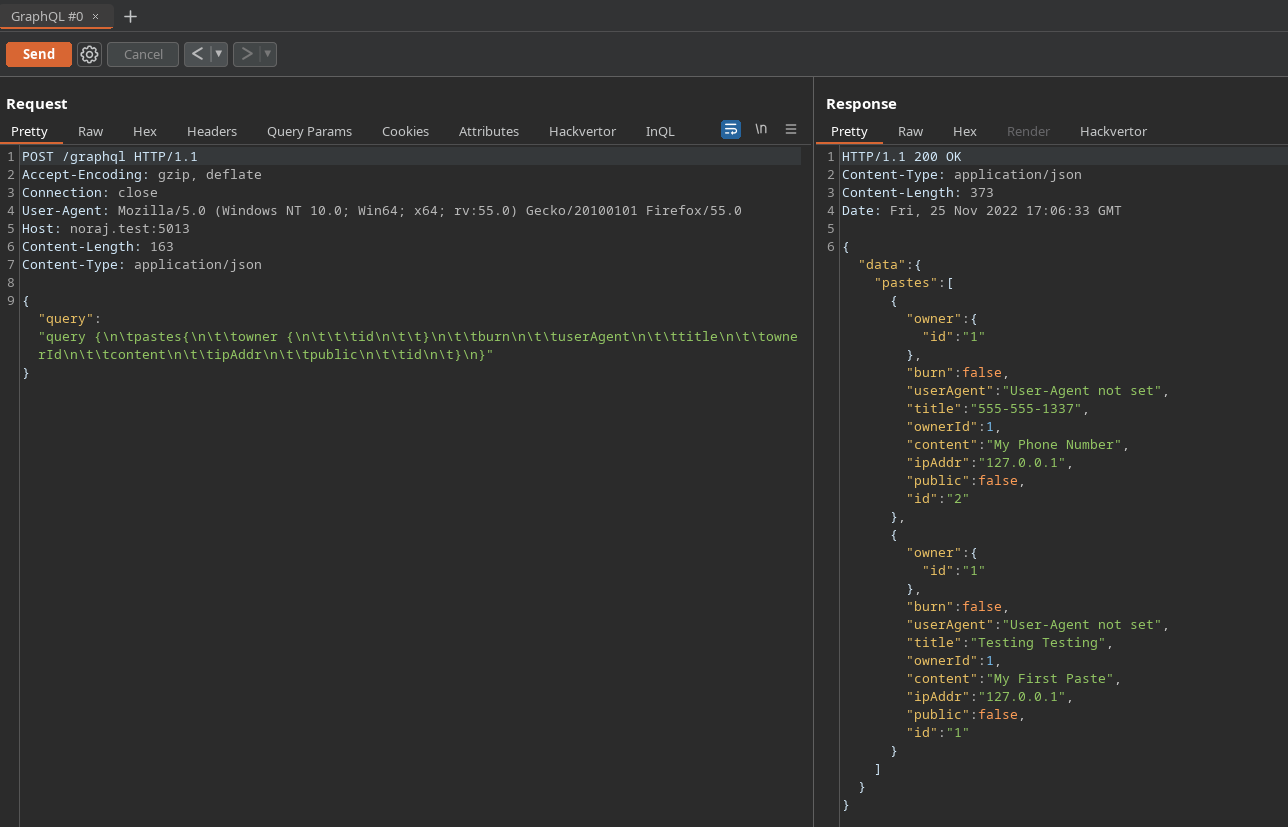 GraphQL #0 × +
Send Cancel < ▼ > ▼
Request
Pretty Raw Hex Headers Query Params Cookies Attributes Hackvertor InQL \n ≡
1 POST /graphql HTTP/1.1
2 Accept-Encoding: gzip, deflate
3 Connection: close
4 User-Agent: Mozilla/5.0 (Windows NT 10.0; Win64; x64; rv:55.0) Gecko/20100101 Firefox/55.0
5 Host: noraj.test:5013
6 Content-Length: 163
7 Content-Type: application/json
8
9 {
"query":
"query {\n\tpastes{\n\t\towner {\n\t\t\tid\n\t\t}\n\t\tburn\n\t\tuserAgent\n\t\ttitle\n\t\towne
rId\n\t\tcontent\n\t\tipAddr\n\t\tpublic\n\t\tid\n\t}\n}"
}
Response
Pretty Raw Hex Render Hackvertor
1 HTTP/1.1 200 OK
2 Content-Type: application/json
3 Content-Length: 373
4 Date: Fri, 25 Nov 2022 17:06:33 GMT
5
6 {
"data":{
"pastes":[
{
"owner":{
"id":"1"
},
"burn":false,
"userAgent":"User-Agent not set",
"title":"555-555-1337",
"ownerId":1,
"content":"My Phone Number",
"ipAddr":"127.0.0.1",
"public":false,
"id":"2"
},
{
"owner":{
"id":"1"
},
"burn":false,
"userAgent":"User-Agent not set",
"title":"Testing Testing",
"ownerId":1,
"content":"My First Paste",
"ipAddr":"127.0.0.1",
"public":false,
"id":"1"
}
]
}
}